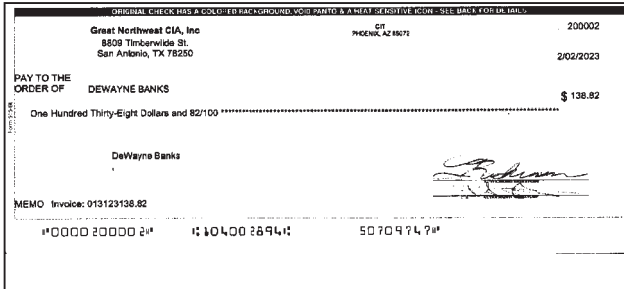 ORIGINAL CHECK HAS A COLORED BACKGROUND, VOID PANTO & A HEAT SENSITIVE ICON - SEE BACK FOR DETAILS
Great Northwest CIA, Inc
8809 Timberwilde St.
San Antonio, TX 78250
CIT
PHOENIX, AZ 85072
200002
2/02/2023
PAY TO THE
ORDER OF DEWAYNE BANKS
$ 138.82
One Hundred Thirty-Eight Dollars and 82/100 ****************************************
DeWayne Banks
MEMO Invoice: 013123138.82
⑈0000200002⑈ ⑆104002894⑆ 50709747⑈